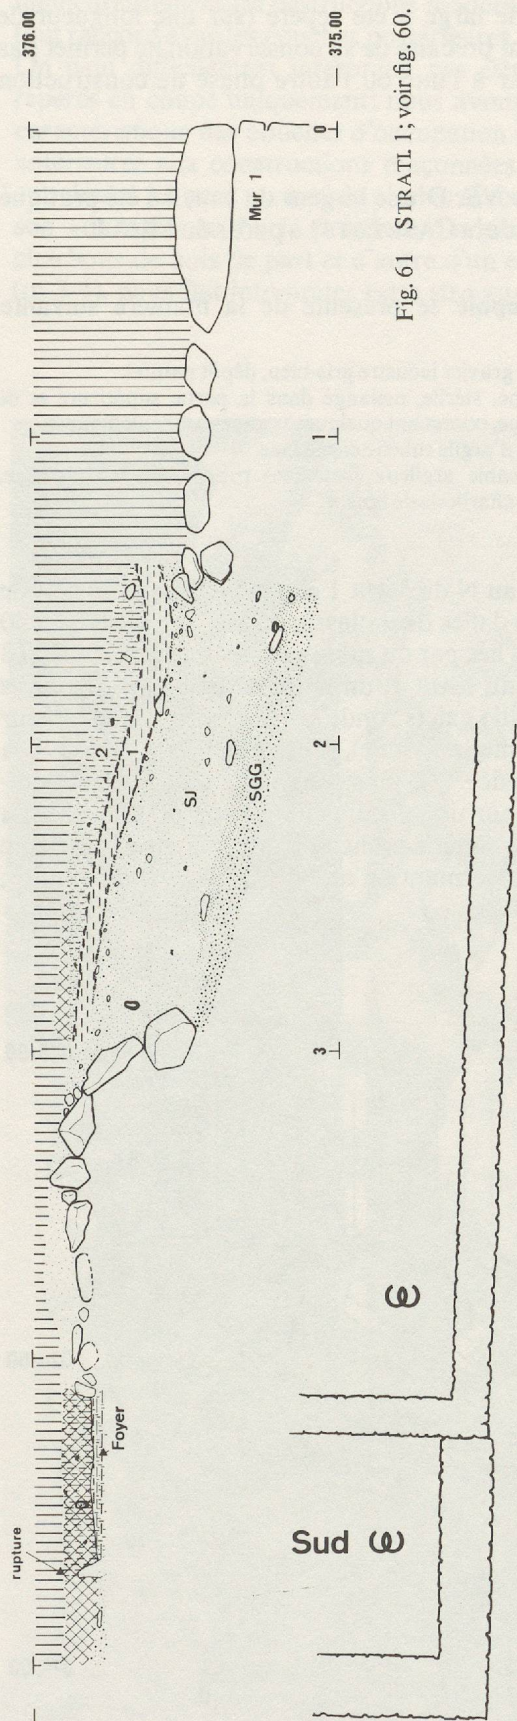 376.00
375.00
0
Mur 1
1
2
1
2
SJ
SGG
3
Foyer
rupture
ω
Sud ω
Fig. 61 STRATI. 1; voir fig. 60.